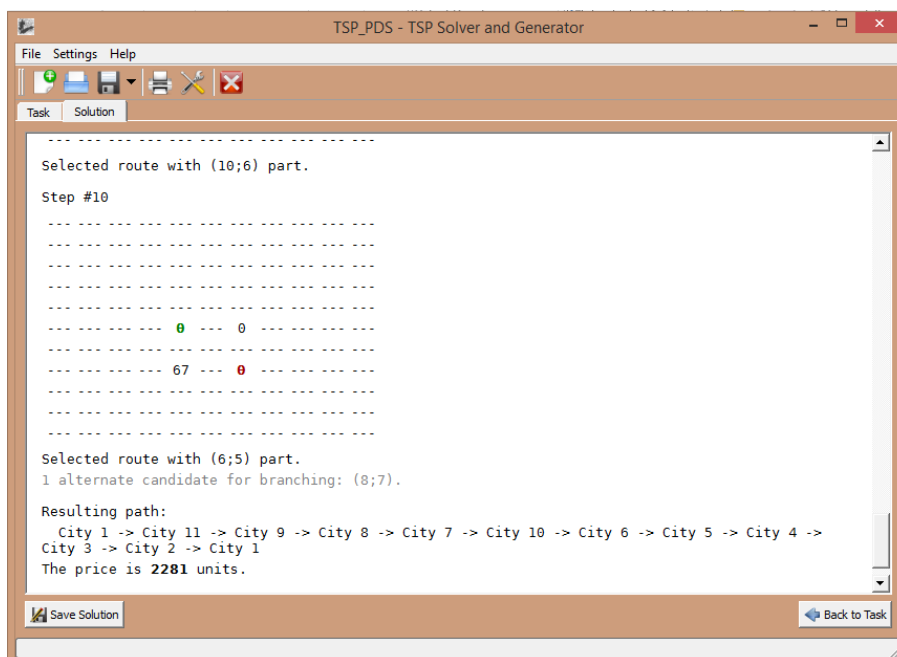 TSP_PDS - TSP Solver and Generator
File Settings Help
Task Solution
--- --- --- --- --- --- --- --- --- --- ---
Selected route with (10;6) part.
Step #10
--- --- --- --- --- --- --- --- --- --- ---
--- --- --- --- --- --- --- --- --- --- ---
--- --- --- --- --- --- --- --- --- --- ---
--- --- --- --- --- --- --- --- --- --- ---
--- --- --- --- --- --- --- --- --- --- ---
--- --- --- --- 0 --- 0 --- --- --- ---
--- --- --- --- --- --- --- --- --- --- ---
--- --- --- --- 67 --- 0 --- --- --- ---
--- --- --- --- --- --- --- --- --- --- ---
--- --- --- --- --- --- --- --- --- --- ---
--- --- --- --- --- --- --- --- --- --- ---
Selected route with (6;5) part.
1 alternate candidate for branching: (8;7).
Resulting path:
City 1 -> City 11 -> City 9 -> City 8 -> City 7 -> City 10 -> City 6 -> City 5 -> City 4 ->
City 3 -> City 2 -> City 1
The price is 2281 units.
Save Solution Back to Task